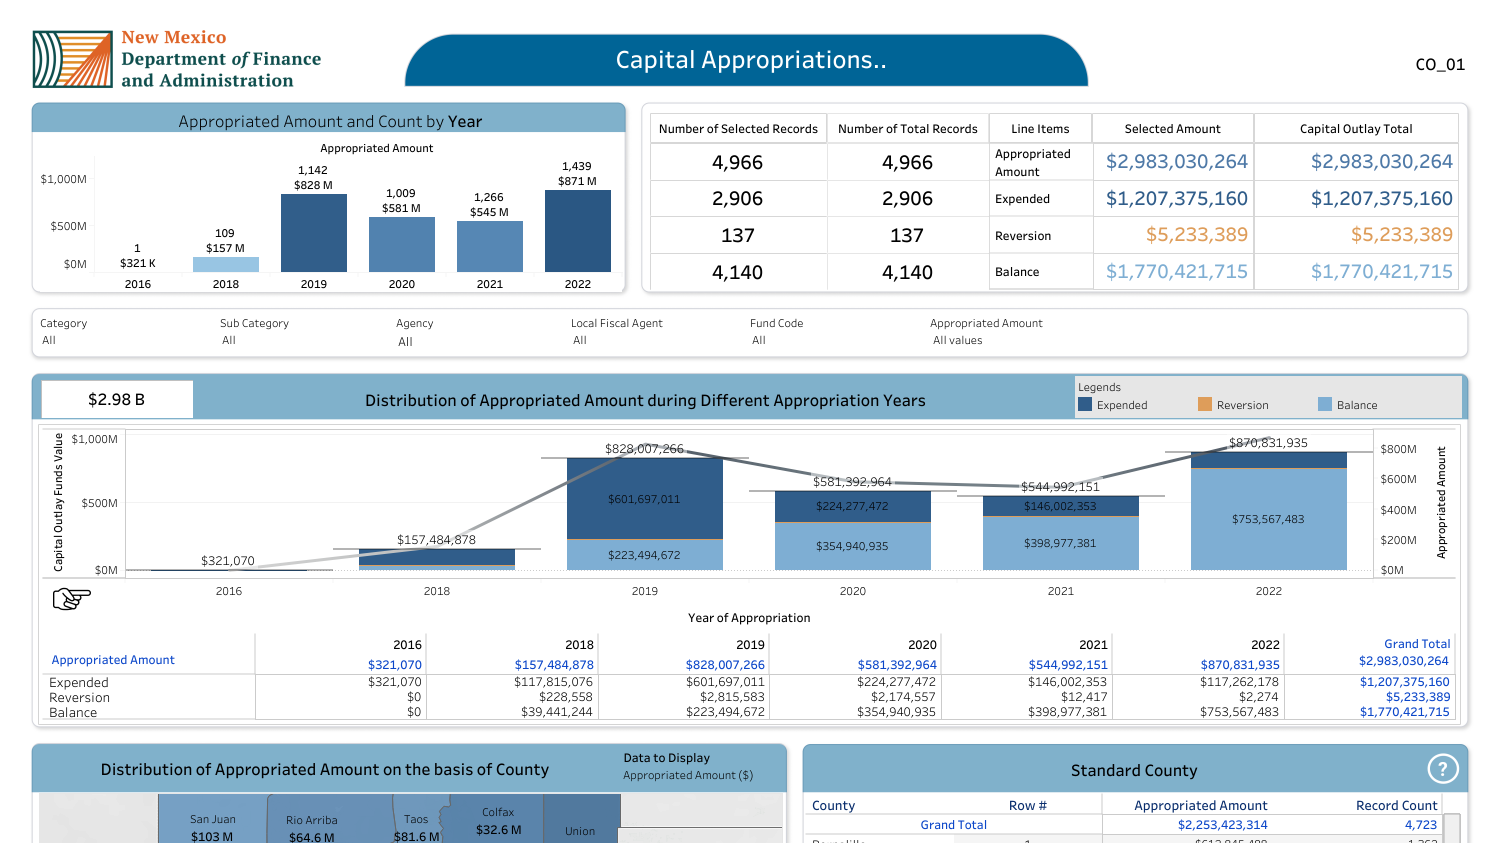 New Mexico
Department of Finance
and Administration
Capital Appropriations..
CO_01
Appropriated Amount and Count by Year
Appropriated Amount
$1,000M
$500M
$0M
1
$321 K
109
$157 M
1,142
$828 M
1,009
$581 M
1,266
$545 M
1,439
$871 M
2016 2018 2019 2020 2021 2022
Number of Selected Records Number of Total Records Line Items Selected Amount Capital Outlay Total
4,966 4,966 Appropriated Amount $2,983,030,264 $2,983,030,264
2,906 2,906 Expended $1,207,375,160 $1,207,375,160
137 137 Reversion $5,233,389 $5,233,389
4,140 4,140 Balance $1,770,421,715 $1,770,421,715
Category Sub Category Agency Local Fiscal Agent Fund Code Appropriated Amount
All All All All All All values
$2.98 B
Distribution of Appropriated Amount during Different Appropriation Years
Legends
Expended Reversion Balance
Capital Outlay Funds Value
$1,000M
$500M
$0M
$321,070
$157,484,878
$828,007,266
$601,697,011
$223,494,672
$581,392,964
$224,277,472
$354,940,935
$544,992,151
$146,002,353
$398,977,381
$870,831,935
$753,567,483
$800M
$600M
$400M
$200M
$0M
Appropriated Amount
2016 2018 2019 2020 2021 2022
Year of Appropriation
2016 2018 2019 2020 2021 2022 Grand Total
Appropriated Amount $321,070 $157,484,878 $828,007,266 $581,392,964 $544,992,151 $870,831,935 $2,983,030,264
Expended $321,070 $117,815,076 $601,697,011 $224,277,472 $146,002,353 $117,262,178 $1,207,375,160
Reversion $0 $228,558 $2,815,583 $2,174,557 $12,417 $2,274 $5,233,389
Balance $0 $39,441,244 $223,494,672 $354,940,935 $398,977,381 $753,567,483 $1,770,421,715
Distribution of Appropriated Amount on the basis of County
Data to Display
Appropriated Amount ($)
San Juan
$103 M
Rio Arriba
$64.6 M
Taos
$81.6 M
Colfax
$32.6 M
Union
Standard County
?
County Row # Appropriated Amount Record Count
Grand Total $2,253,423,314 4,723